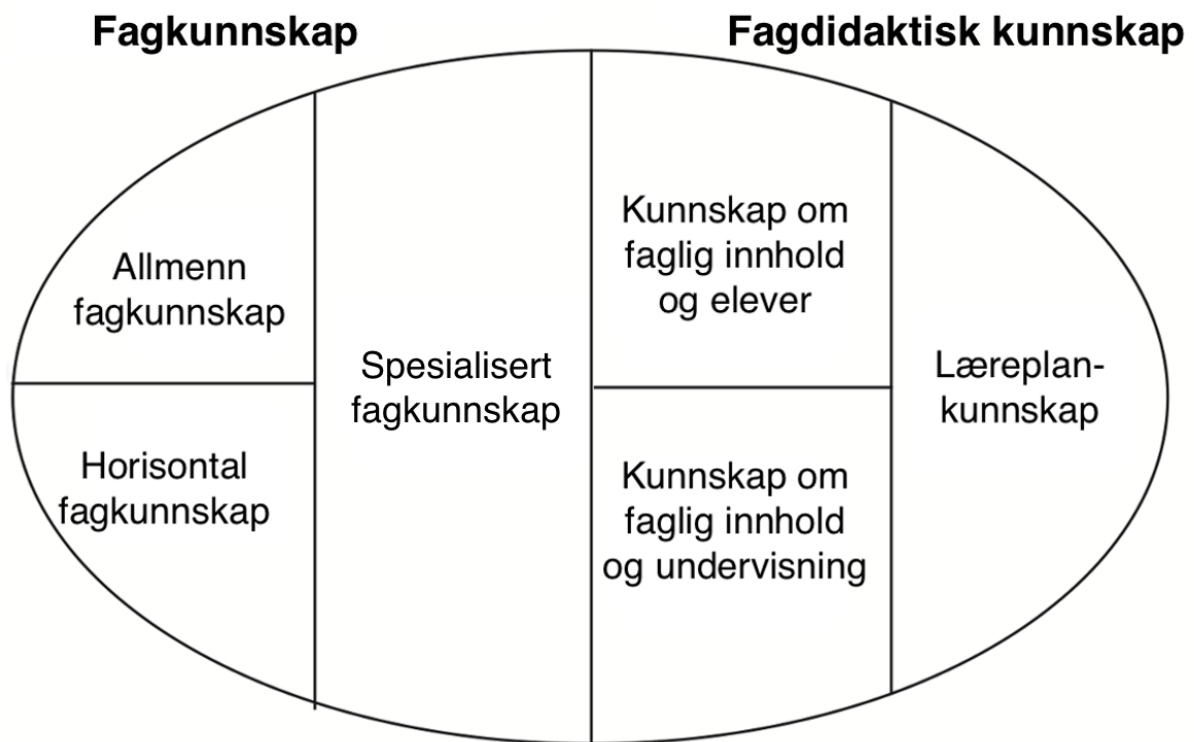 Fagkunnskap
Fagdidaktisk kunnskap
Allmenn
fagkunnskap
Horisontal
fagkunnskap
Spesialisert
fagkunnskap
Kunnskap om
faglig innhold
og elever
Kunnskap om
faglig innhold
og undervisning
Læreplan-
kunnskap